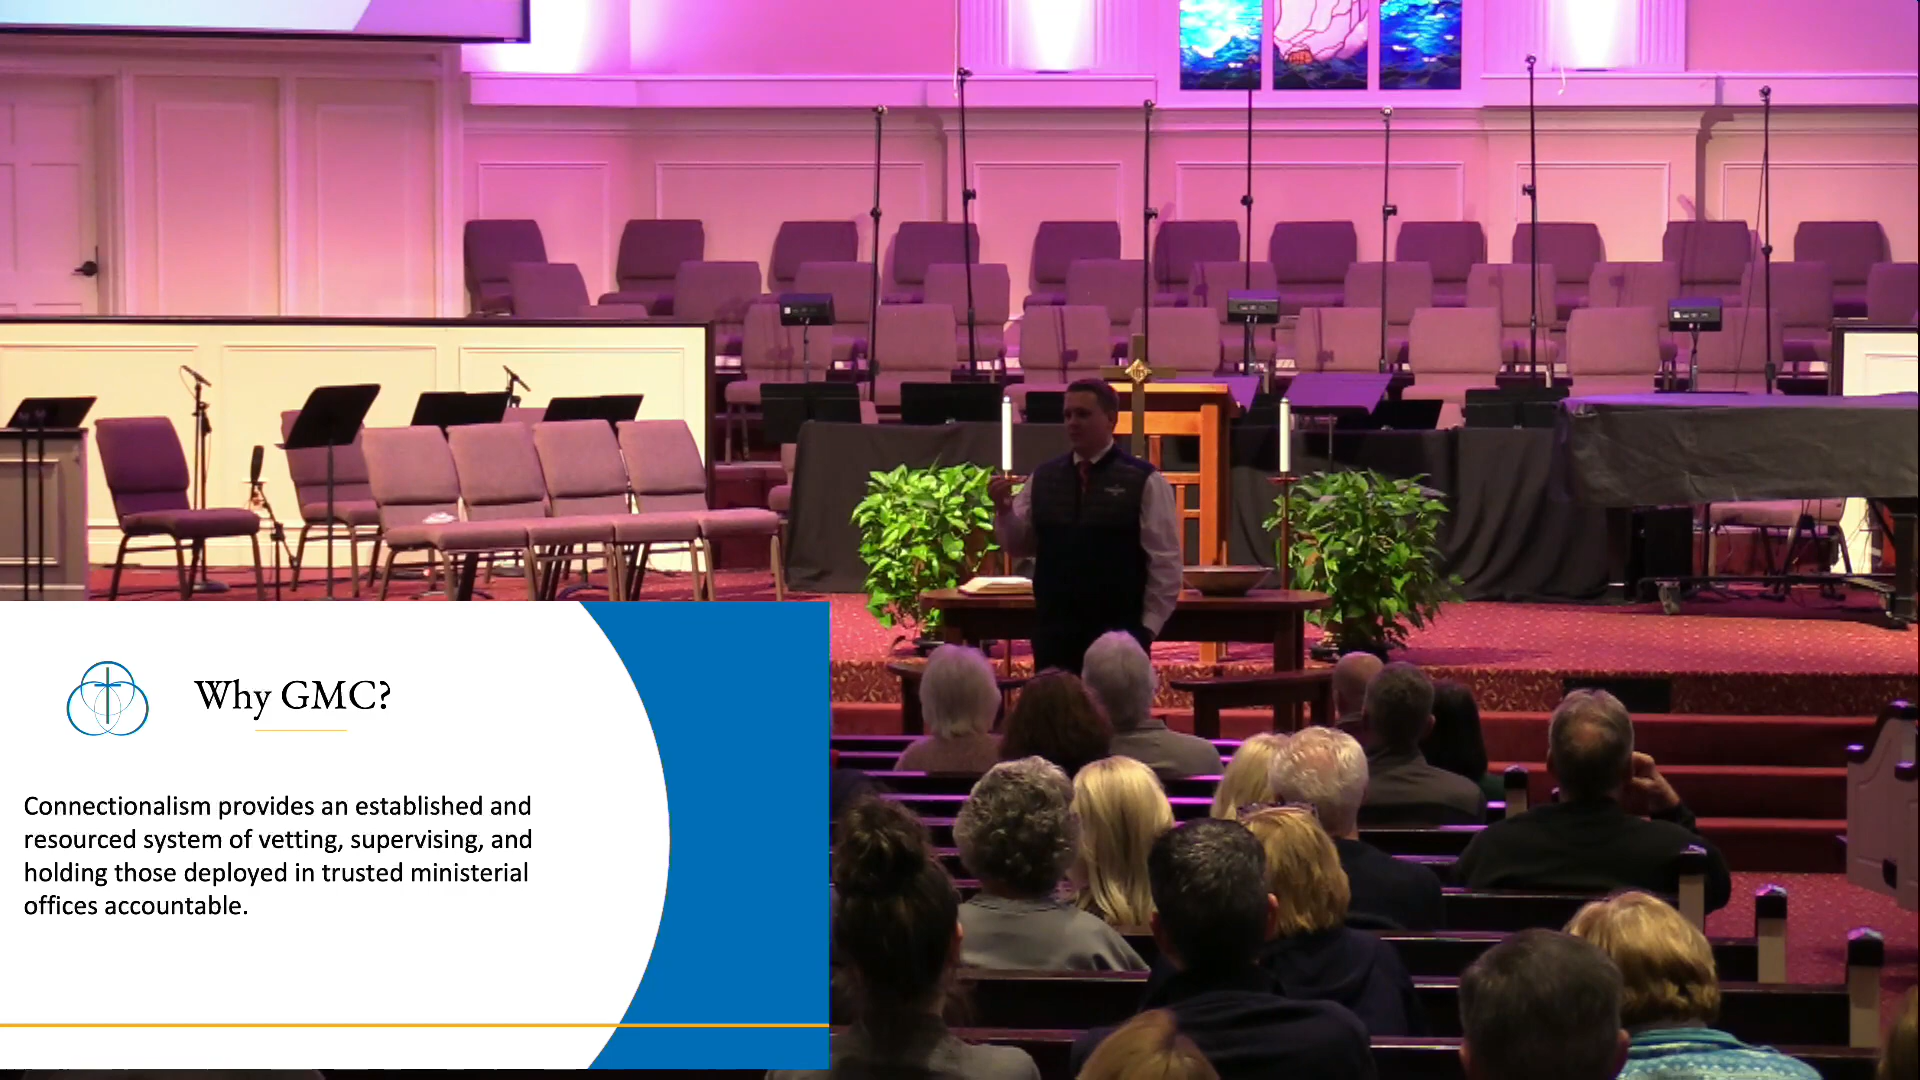 Why GMC?
Connectionalism provides an established and
resourced system of vetting, supervising, and
holding those deployed in trusted ministerial
offices accountable.